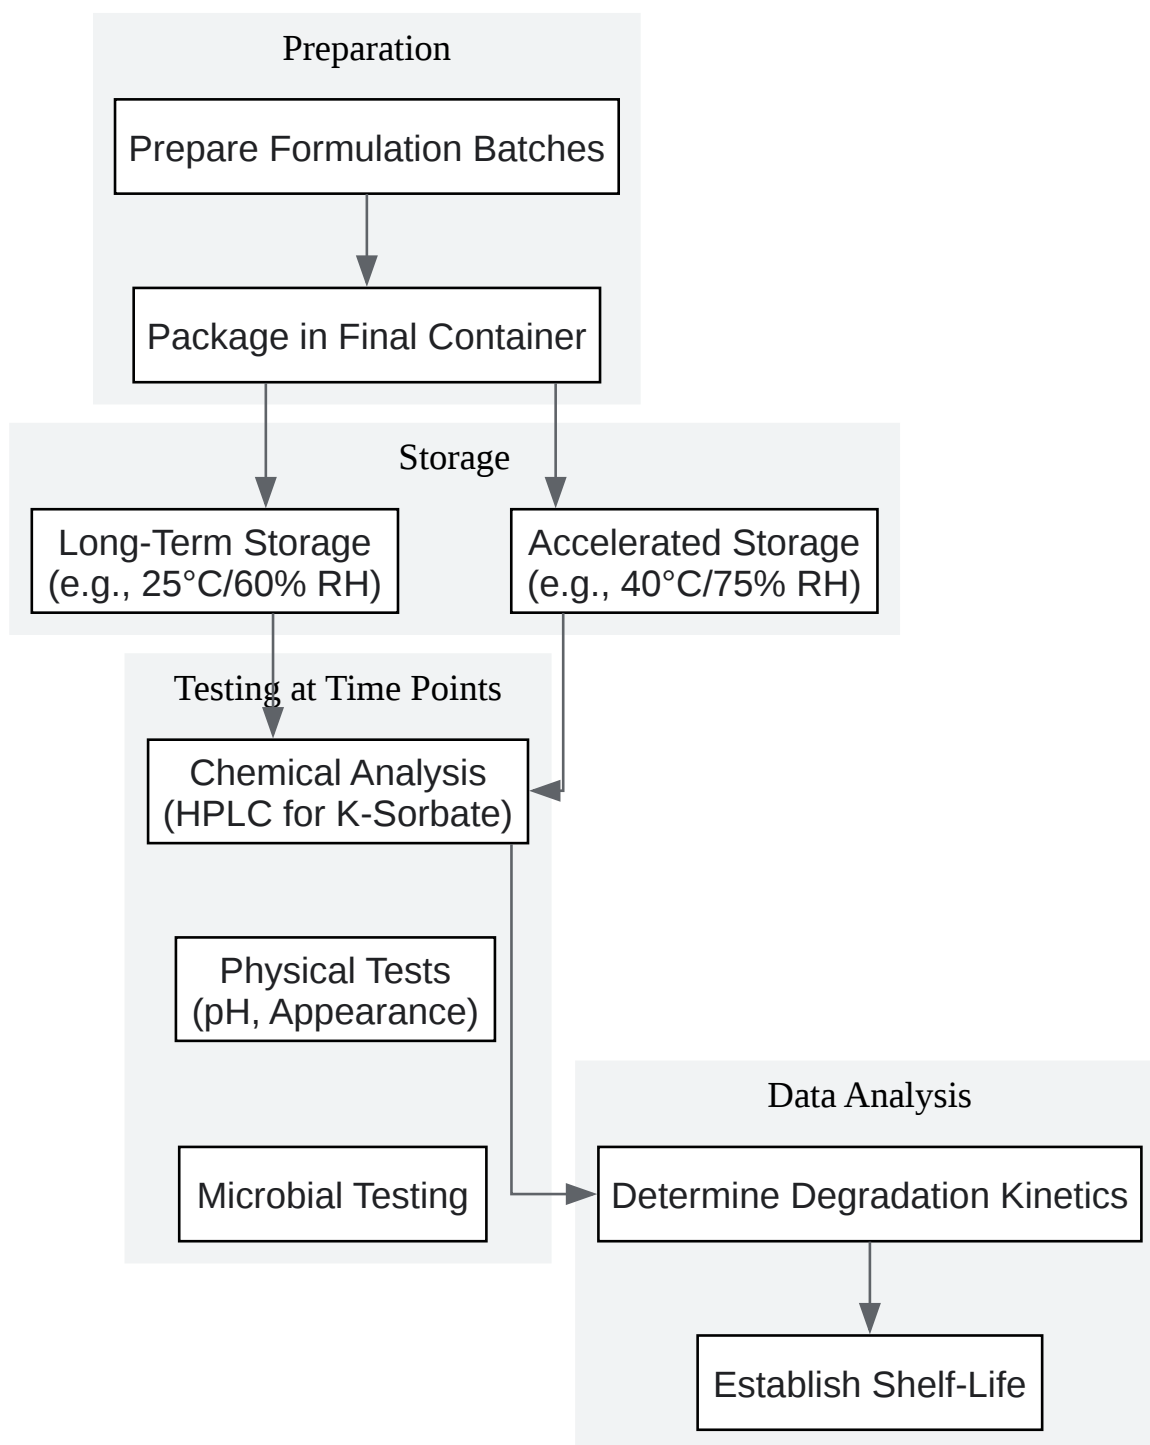 Preparation
Prepare Formulation Batches
Package in Final Container
Storage
Long-Term Storage
(e.g., 25°C/60% RH)
Accelerated Storage
(e.g., 40°C/75% RH)
Testing at Time Points
Chemical Analysis
(HPLC for K-Sorbate)
Physical Tests
(pH, Appearance)
Microbial Testing
Data Analysis
Determine Degradation Kinetics
Establish Shelf-Life